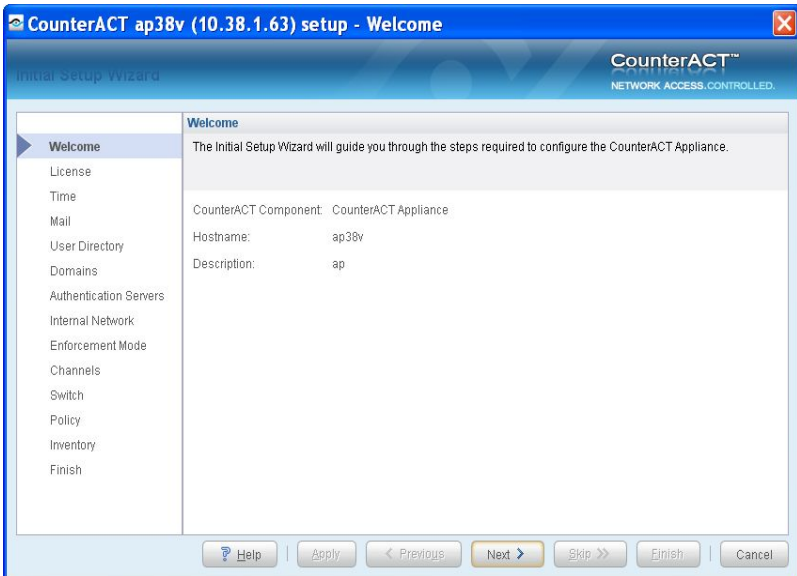 CounterACT ap38v (10.38.1.63) setup - Welcome
Initial Setup Wizard
CounterACT™
NETWORK ACCESS.CONTROLLED.
Welcome
License
Time
Mail
User Directory
Domains
Authentication Servers
Internal Network
Enforcement Mode
Channels
Switch
Policy
Inventory
Finish
Welcome
The Initial Setup Wizard will guide you through the steps required to configure the CounterACT Appliance.
CounterACT Component: CounterACT Appliance
Hostname: ap38v
Description: ap
? Help
Apply
< Previous
Next >
Skip >>
Finish
Cancel